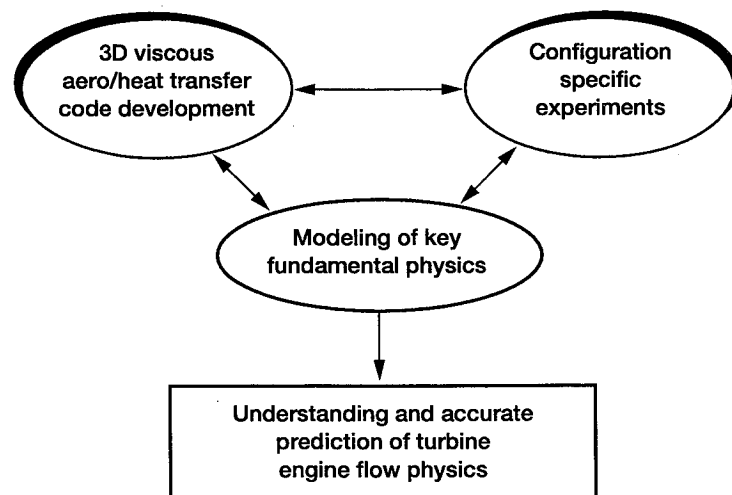 3D viscous
aero/heat transfer
code development
Configuration
specific
experiments
Modeling of key
fundamental physics
Understanding and accurate
prediction of turbine
engine flow physics